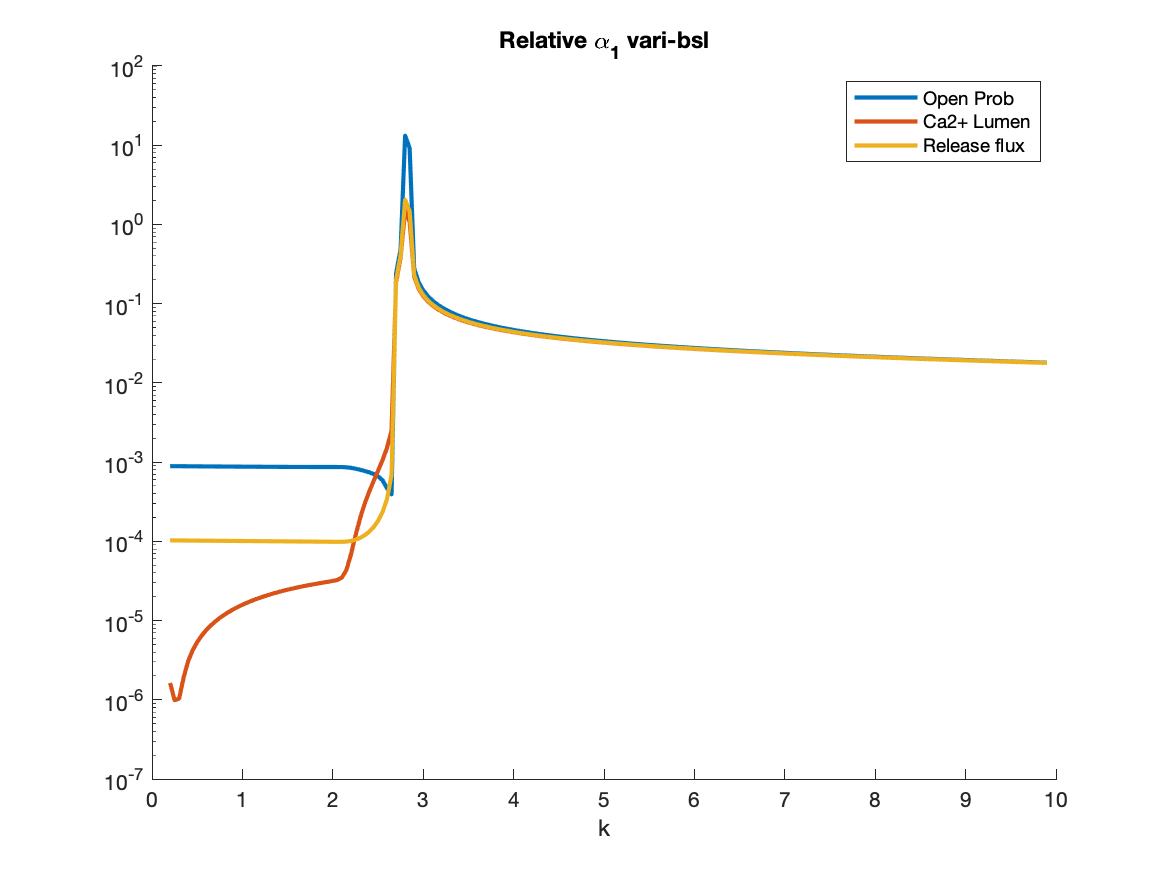 Relative α1 vari-bsl
10^2
10^1
10^0
10^-1
10^-2
10^-3
10^-4
10^-5
10^-6
10^-7
Open Prob
Ca2+ Lumen
Release flux
0 1 2 3 4 5 6 7 8 9 10
k